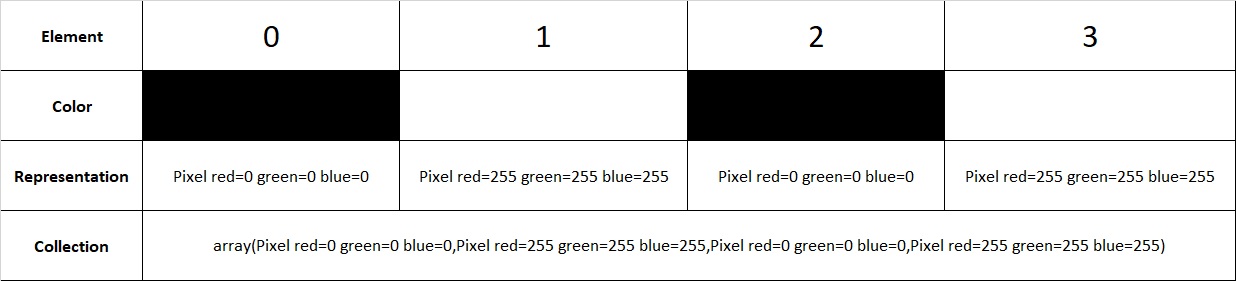 Element 0 1 2 3
Color
Representation Pixel red=0 green=0 blue=0 Pixel red=255 green=255 blue=255 Pixel red=0 green=0 blue=0 Pixel red=255 green=255 blue=255
Collection array(Pixel red=0 green=0 blue=0,Pixel red=255 green=255 blue=255,Pixel red=0 green=0 blue=0,Pixel red=255 green=255 blue=255)